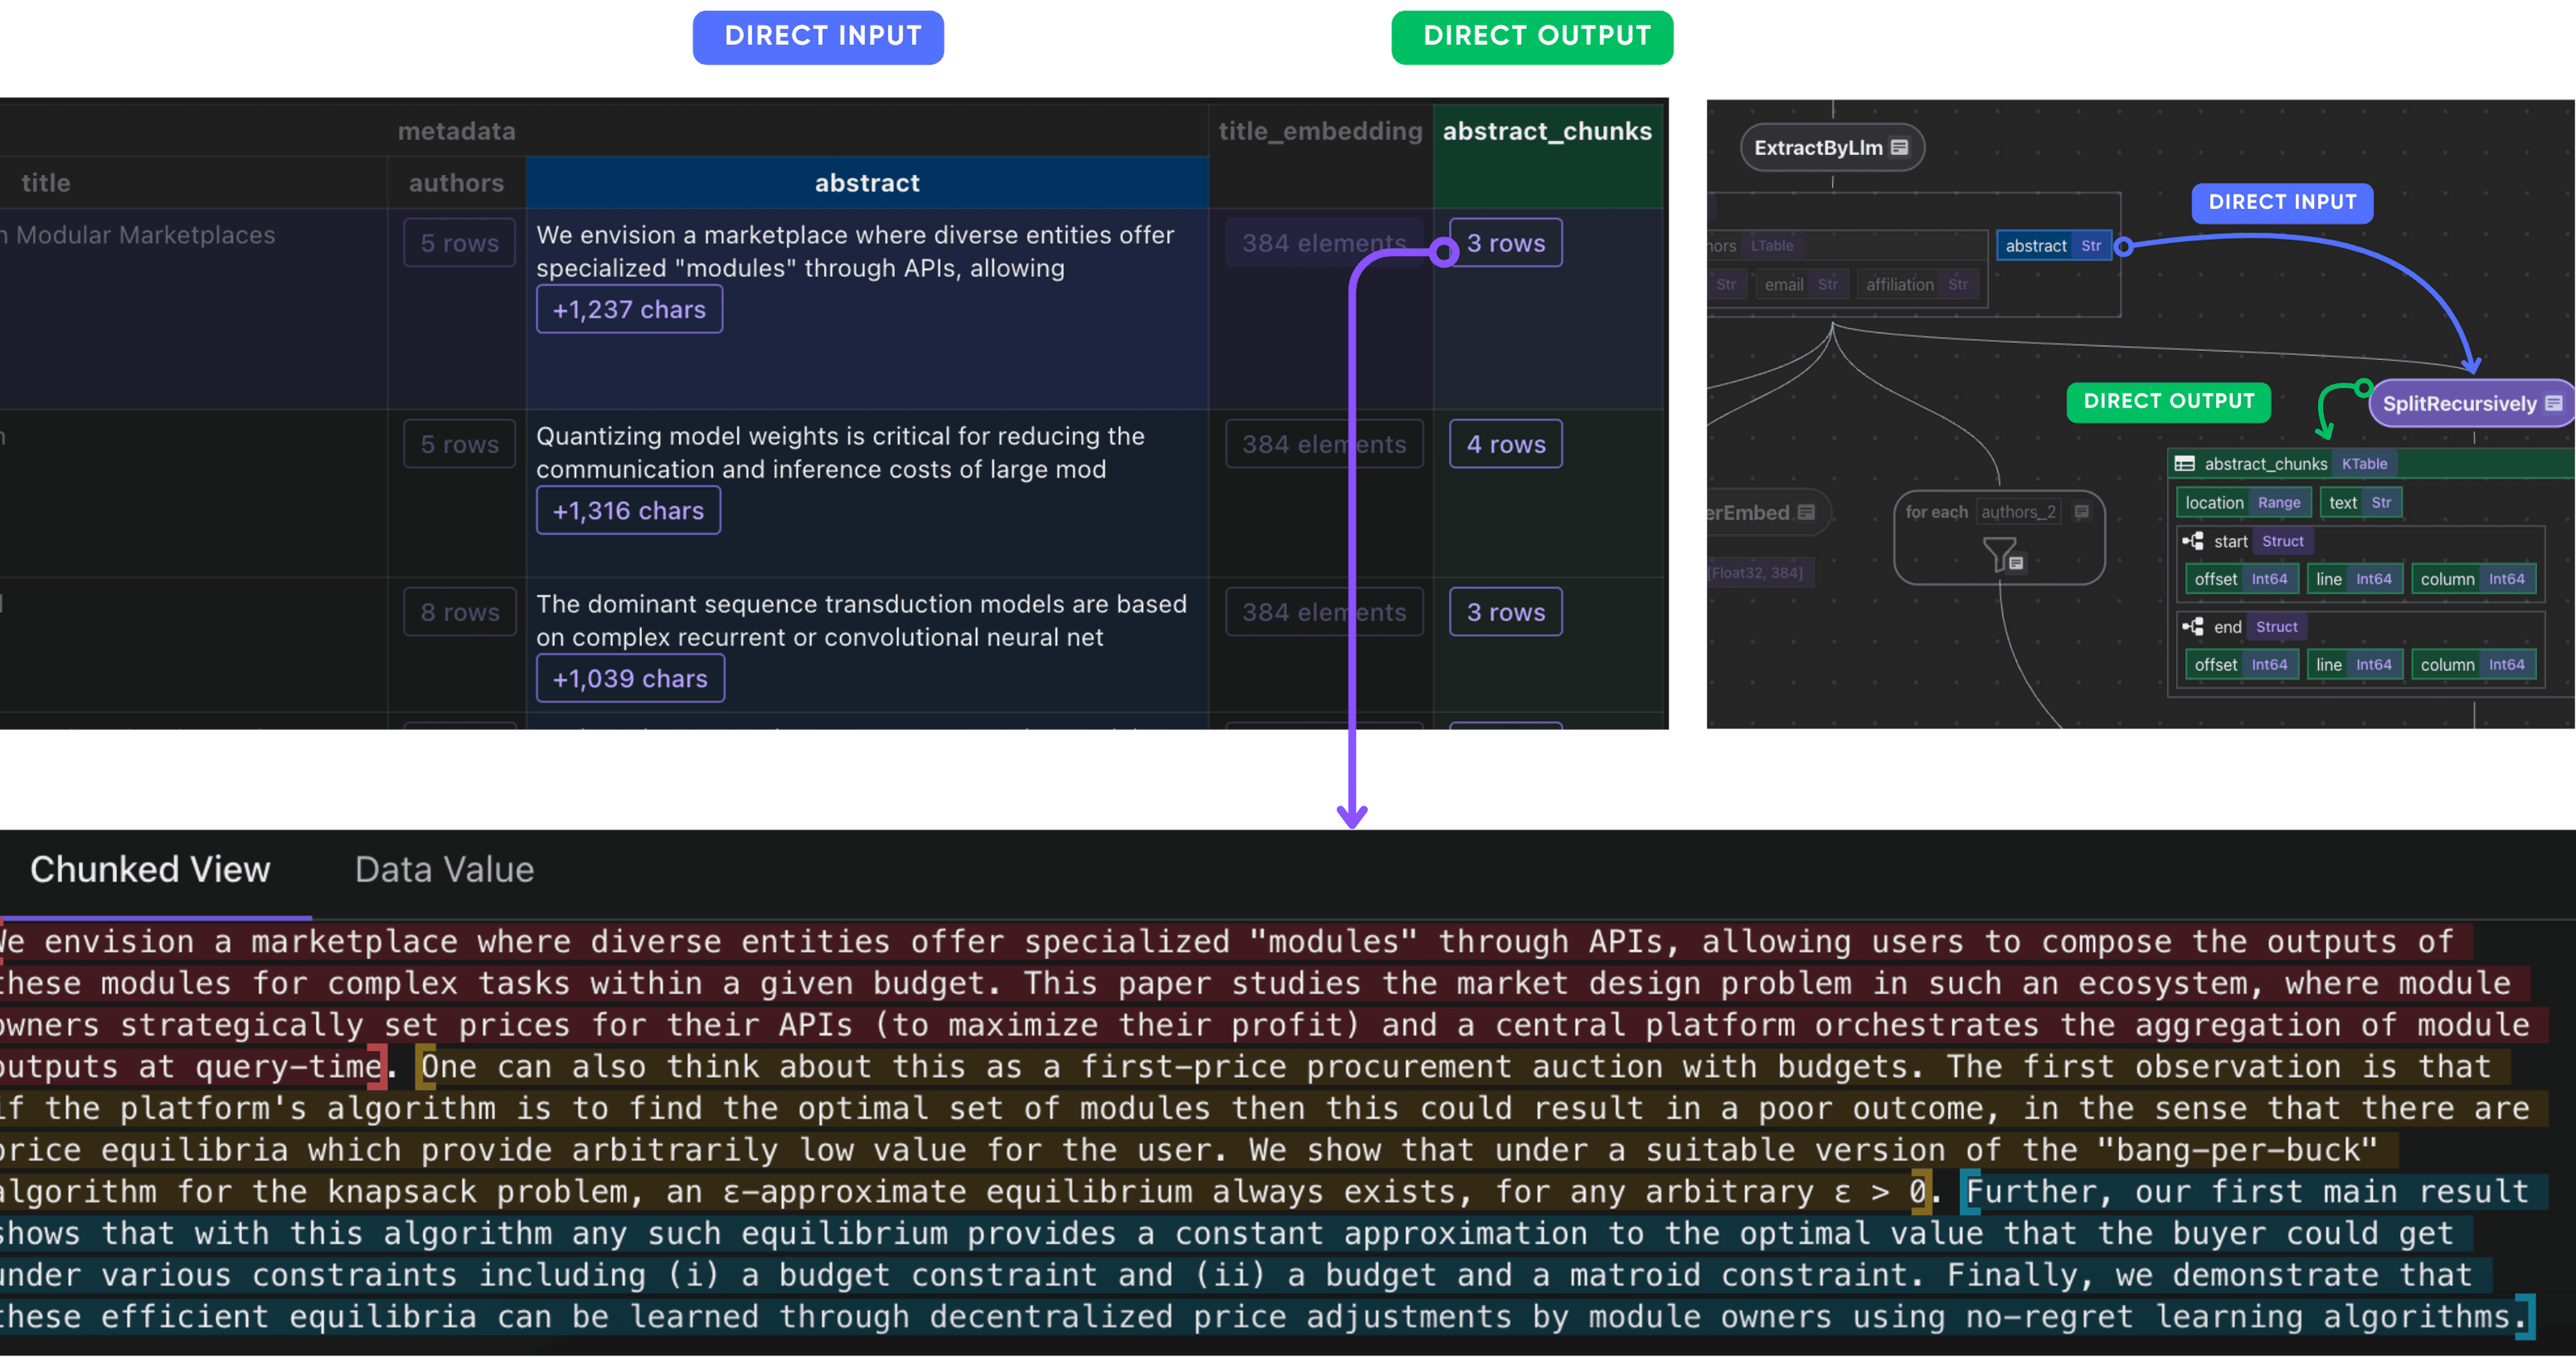 DIRECT INPUT
DIRECT OUTPUT
metadata
title_embedding
abstract_chunks
title
authors
abstract
Modular Marketplaces
5 rows
We envision a marketplace where diverse entities offer
specialized "modules" through APIs, allowing
+1,237 chars
384 elements
3 rows
5 rows
Quantizing model weights is critical for reducing the
communication and inference costs of large mod
+1,316 chars
384 elements
4 rows
8 rows
The dominant sequence transduction models are based
on complex recurrent or convolutional neural net
+1,039 chars
384 elements
3 rows
ExtractByLlm
DIRECT INPUT
LTable
abstract Str
Str
email Str
affiliation Str
DIRECT OUTPUT
SplitRecursively
abstract_chunks KTable
location Range text Str
start Struct
offset Int64 line Int64 column Int64
end Struct
offset Int64 line Int64 column Int64
erEmbed
[Float32, 384]
for each authors_2
Chunked View
Data Value
We envision a marketplace where diverse entities offer specialized "modules" through APIs, allowing users to compose the outputs of
these modules for complex tasks within a given budget. This paper studies the market design problem in such an ecosystem, where module
owners strategically set prices for their APIs (to maximize their profit) and a central platform orchestrates the aggregation of module
outputs at query-time. One can also think about this as a first-price procurement auction with budgets. The first observation is that
if the platform's algorithm is to find the optimal set of modules then this could result in a poor outcome, in the sense that there are
price equilibria which provide arbitrarily low value for the user. We show that under a suitable version of the "bang-per-buck"
algorithm for the knapsack problem, an ε-approximate equilibrium always exists, for any arbitrary ε > 0. Further, our first main result
shows that with this algorithm any such equilibrium provides a constant approximation to the optimal value that the buyer could get
under various constraints including (i) a budget constraint and (ii) a budget and a matroid constraint. Finally, we demonstrate that
these efficient equilibria can be learned through decentralized price adjustments by module owners using no-regret learning algorithms.